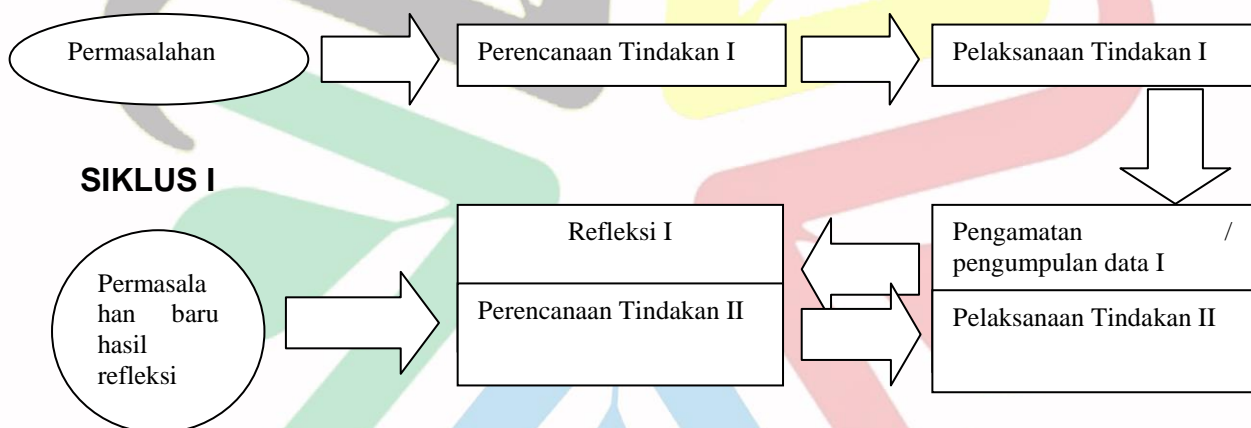 Permasalahan
Perencanaan Tindakan I
Pelaksanaan Tindakan I
SIKLUS I
Refleksi I
Pengamatan /
pengumpulan data I
Permasala
han baru
hasil
refleksi
Perencanaan Tindakan II
Pelaksanaan Tindakan II